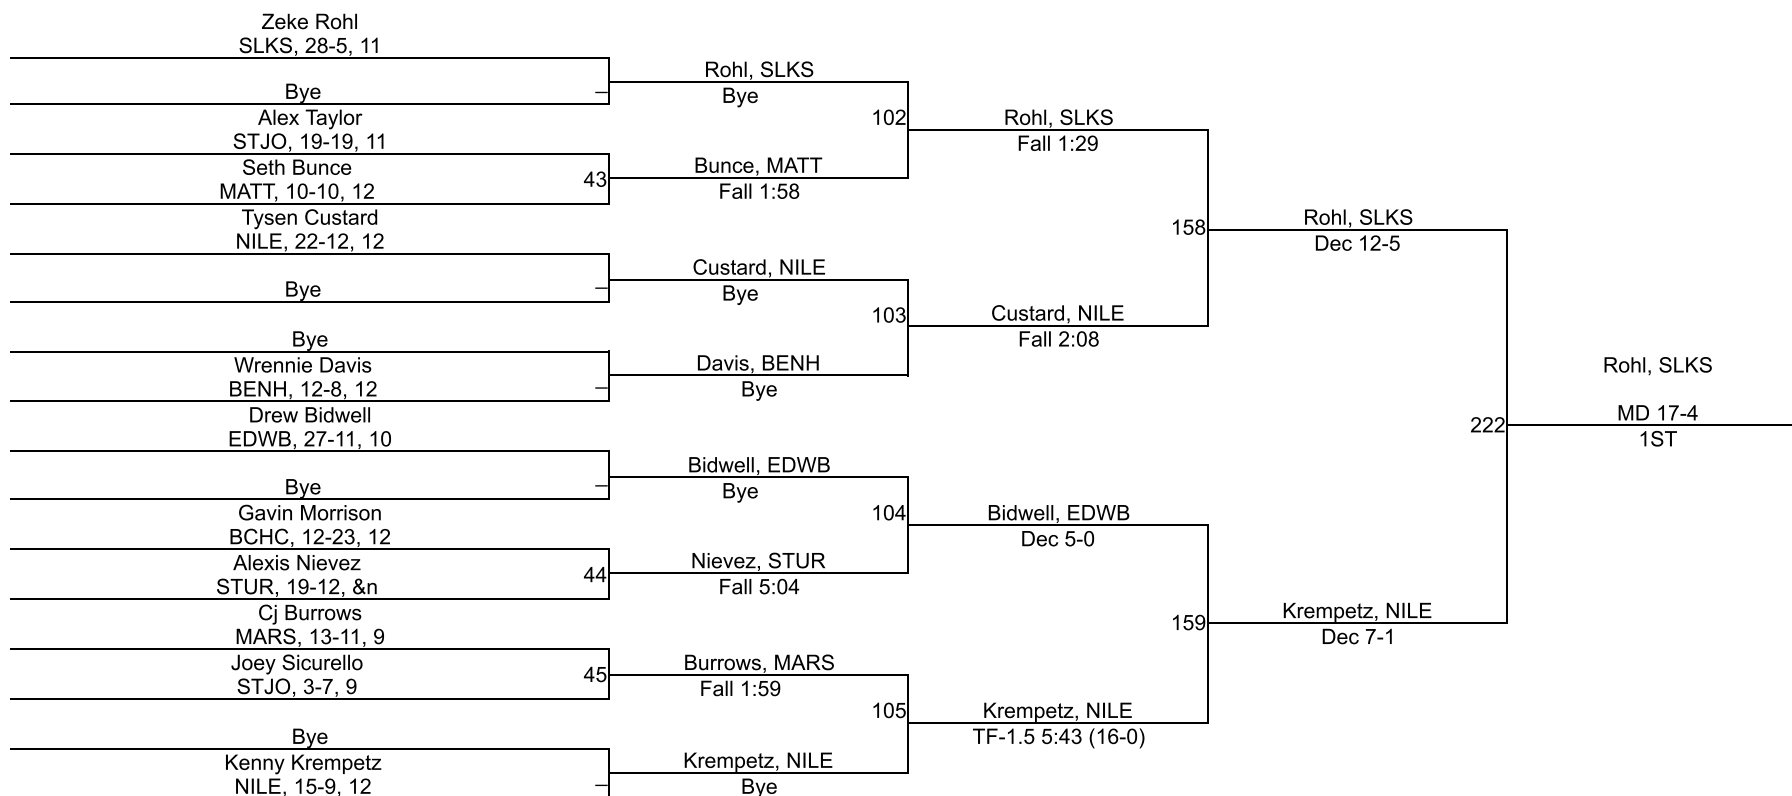 Zeke Rohl
SLKS, 28-5, 11
Bye
Alex Taylor
STJO, 19-19, 11
Seth Bunce
MATT, 10-10, 12
43
Tysen Custard
NILE, 22-12, 12
Bye
Bye
Wrennie Davis
BENH, 12-8, 12
Drew Bidwell
EDWB, 27-11, 10
Bye
Gavin Morrison
BCHC, 12-23, 12
Alexis Nievez
STUR, 19-12, &n
44
Cj Burrows
MARS, 13-11, 9
Joey Sicurello
STJO, 3-7, 9
45
Bye
Kenny Krempetz
NILE, 15-9, 12
Rohl, SLKS
Bye
102
Bunce, MATT
Fall 1:58
Custard, NILE
Bye
103
Davis, BENH
Bye
Bidwell, EDWB
Bye
104
Nievez, STUR
Fall 5:04
Burrows, MARS
Fall 1:59
105
Krempetz, NILE
Bye
Rohl, SLKS
Fall 1:29
158
Custard, NILE
Fall 2:08
Bidwell, EDWB
Dec 5-0
159
Krempetz, NILE
TF-1.5 5:43 (16-0)
Rohl, SLKS
Dec 12-5
222
Krempetz, NILE
Dec 7-1
Rohl, SLKS
MD 17-4
1ST